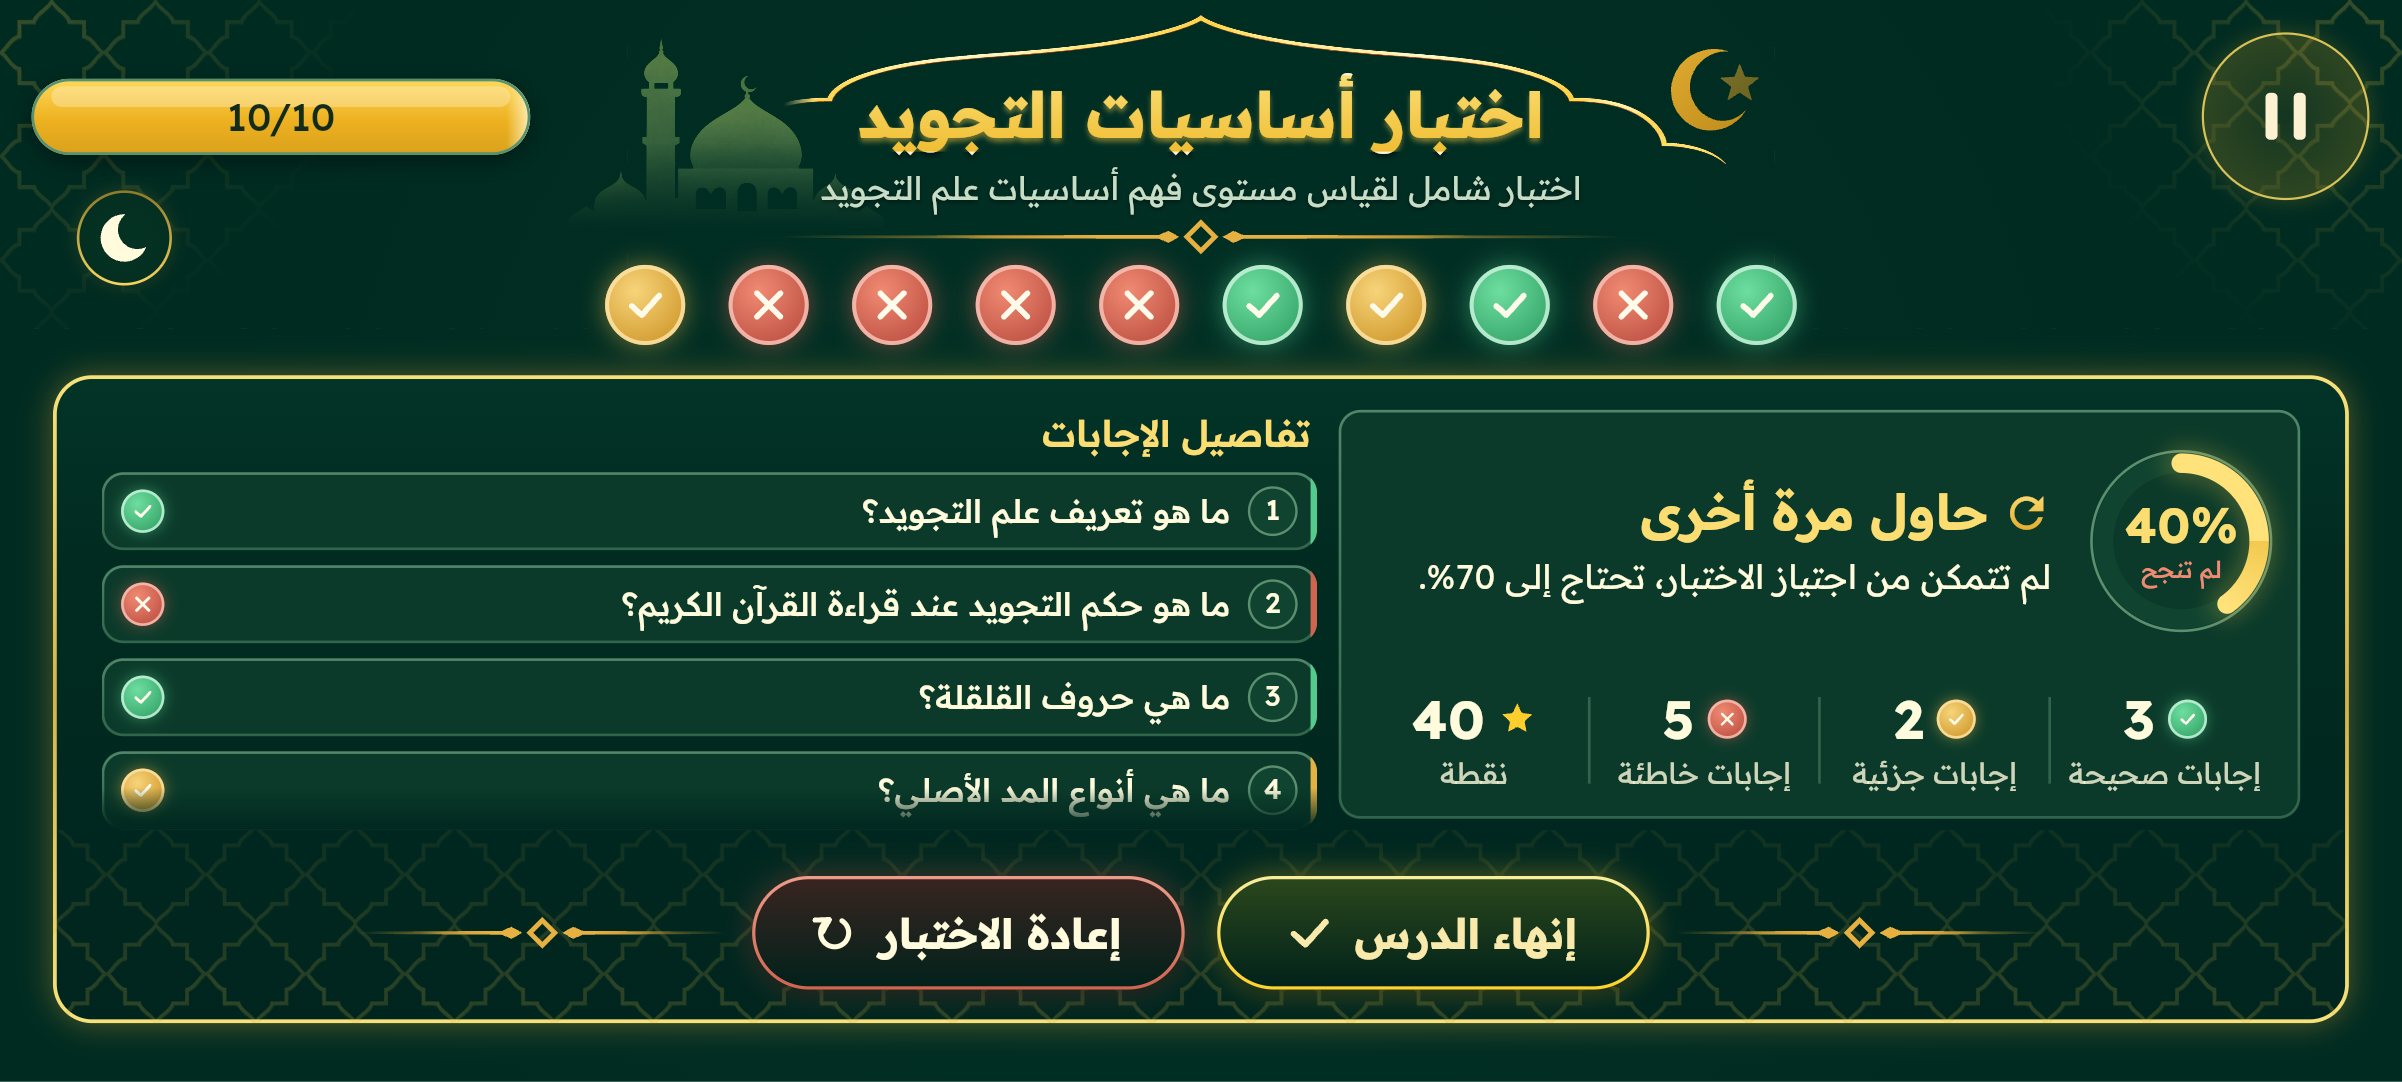 10/10
اختبار أساسيات التجويد
اختبار شامل لقياس مستوى فهم أساسيات علم التجويد
40%
لم تنجح
حاول مرة أخرى
لم تتمكن من اجتياز الاختبار، تحتاج إلى 70%.
3
إجابات صحيحة
2
إجابات جزئية
5
إجابات خاطئة
40
نقطة
تفاصيل الإجابات
1 ما هو تعريف علم التجويد؟
2 ما هو حكم التجويد عند قراءة القرآن الكريم؟
3 ما هي حروف القلقلة؟
4 ما هي أنواع المد الأصلي؟
إنهاء الدرس
إعادة الاختبار